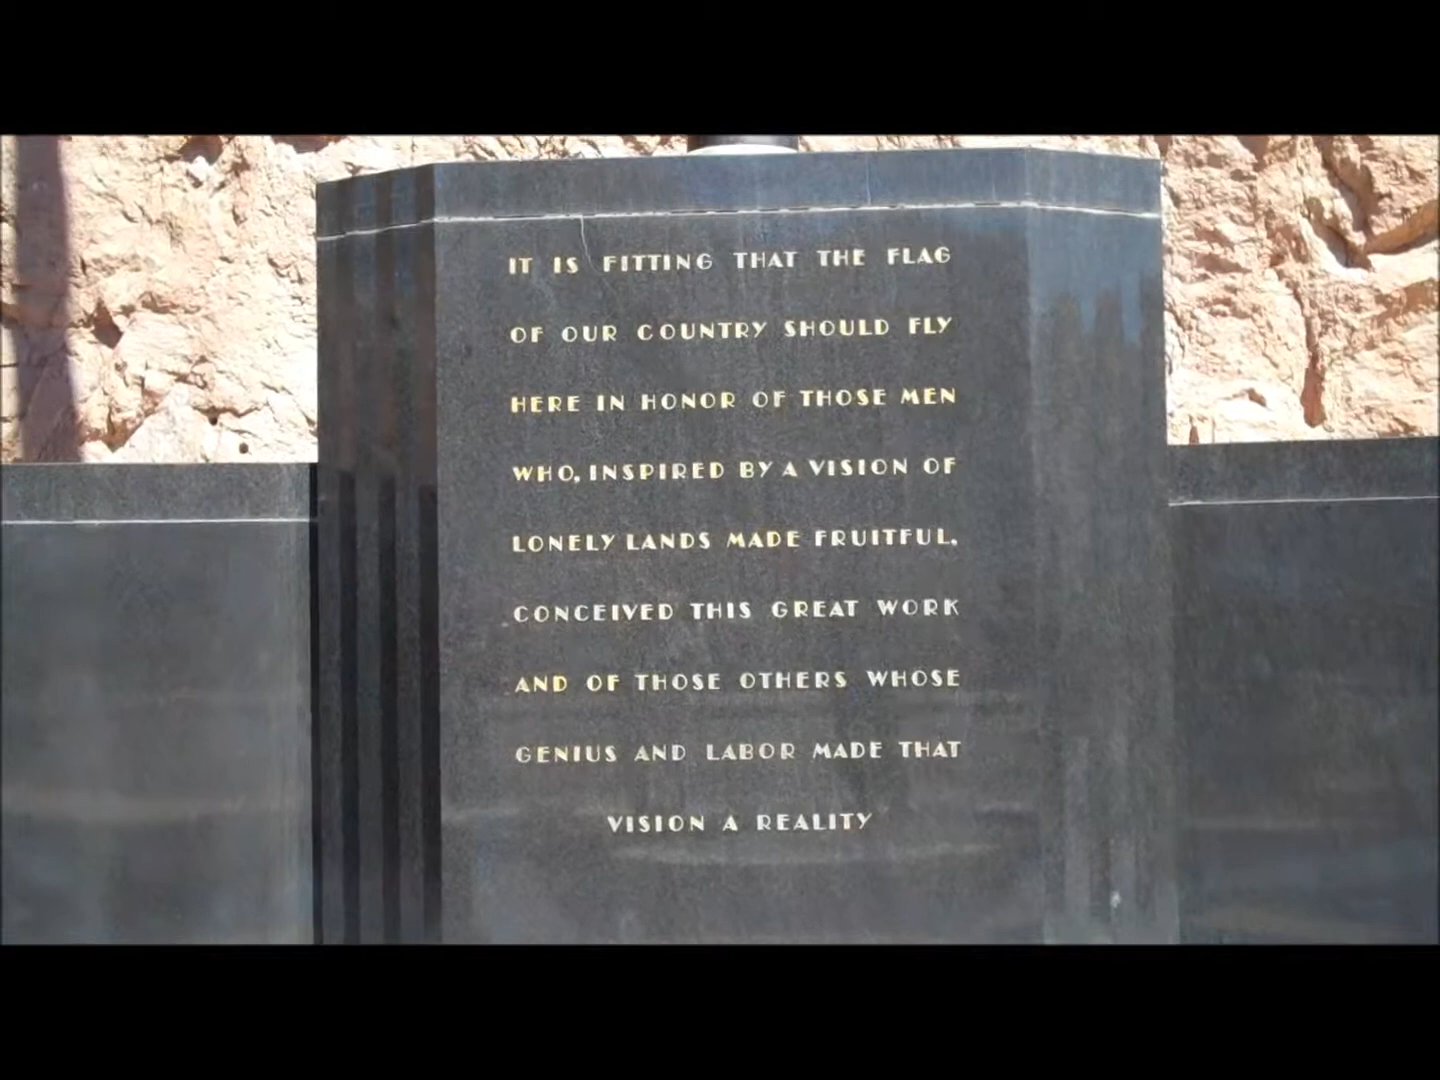 IT IS FITTING THAT THE FLAG
OF OUR COUNTRY SHOULD FLY
HERE IN HONOR OF THOSE MEN
WHO, INSPIRED BY A VISION OF
LONELY LANDS MADE FRUITFUL,
CONCEIVED THIS GREAT WORK
AND OF THOSE OTHERS WHOSE
GENIUS AND LABOR MADE THAT
VISION A REALITY